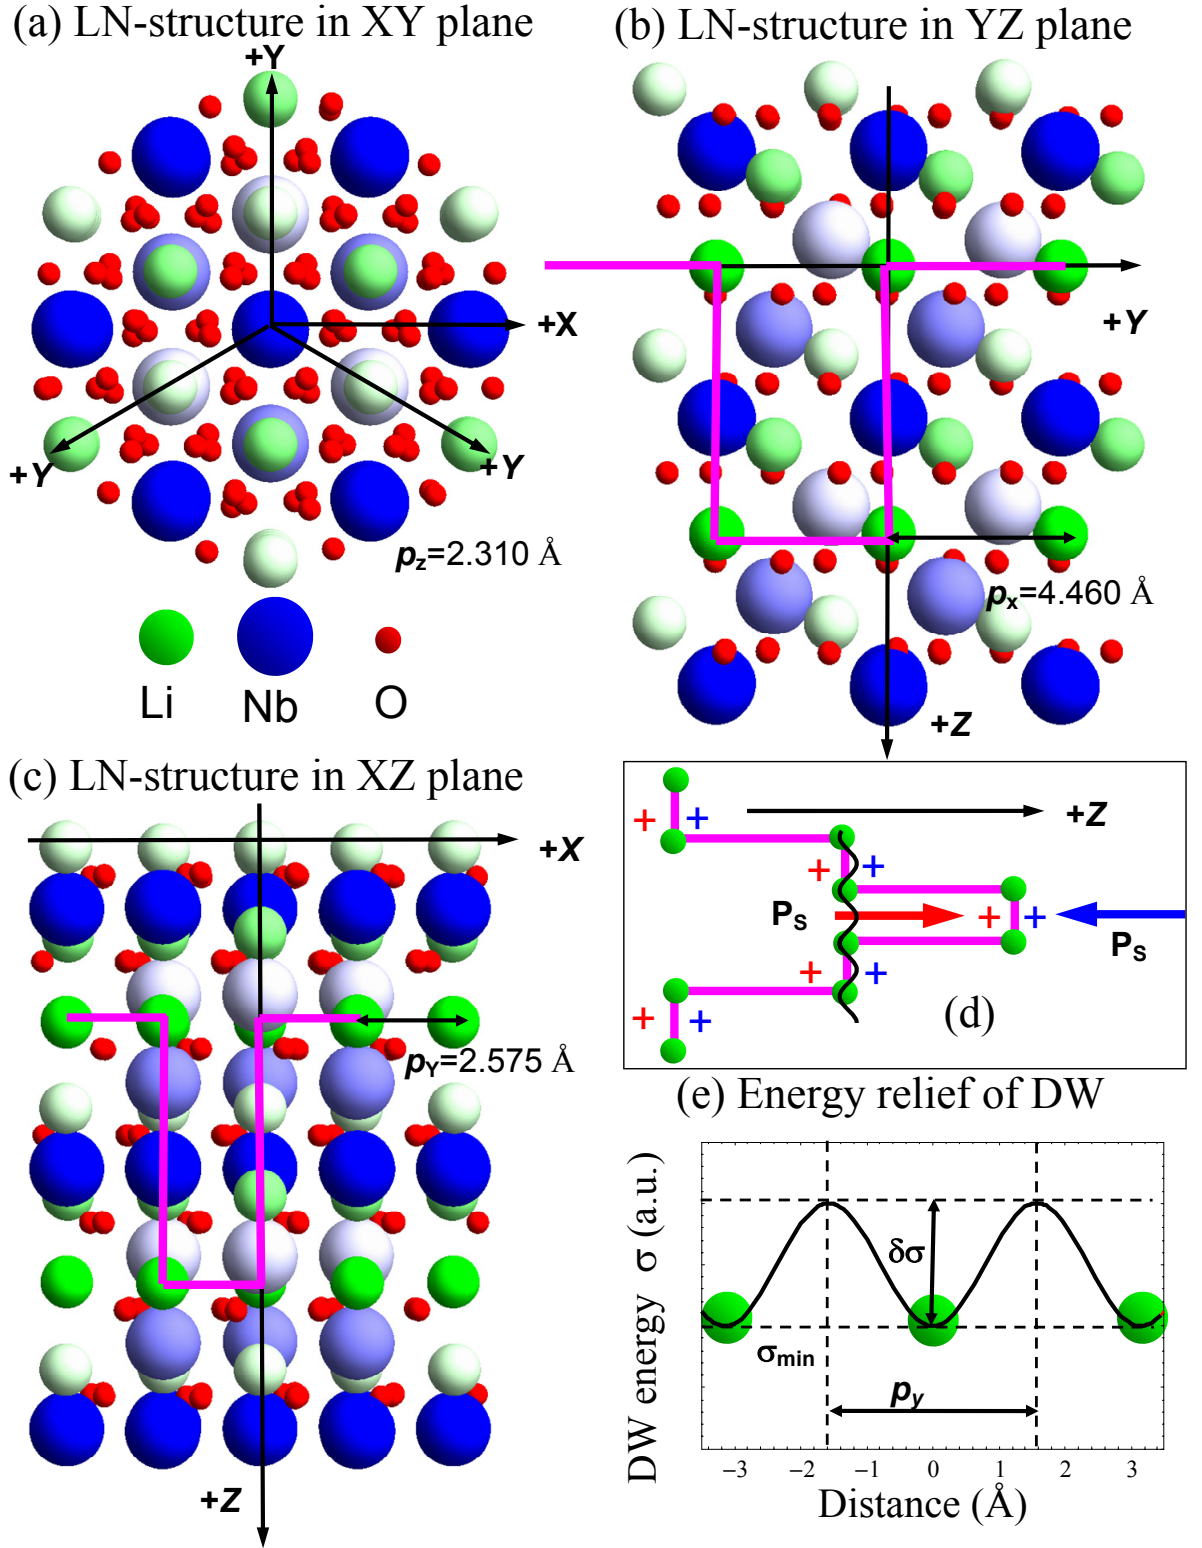 (a) LN-structure in XY plane
+Y
+X
+Y
+Y
p_z=2.310 Å
Li
Nb
O
(b) LN-structure in YZ plane
+Y
p_x=4.460 Å
+Z
(c) LN-structure in XZ plane
+X
p_Y=2.575 Å
+Z
+Z
+ +
+ +
P_S
+ +
P_S
+ +
+ +
(d)
(e) Energy relief of DW
DW energy σ (a.u.)
δσ
σ_min
p_y
−3 −2 −1 0 1 2 3
Distance (Å)